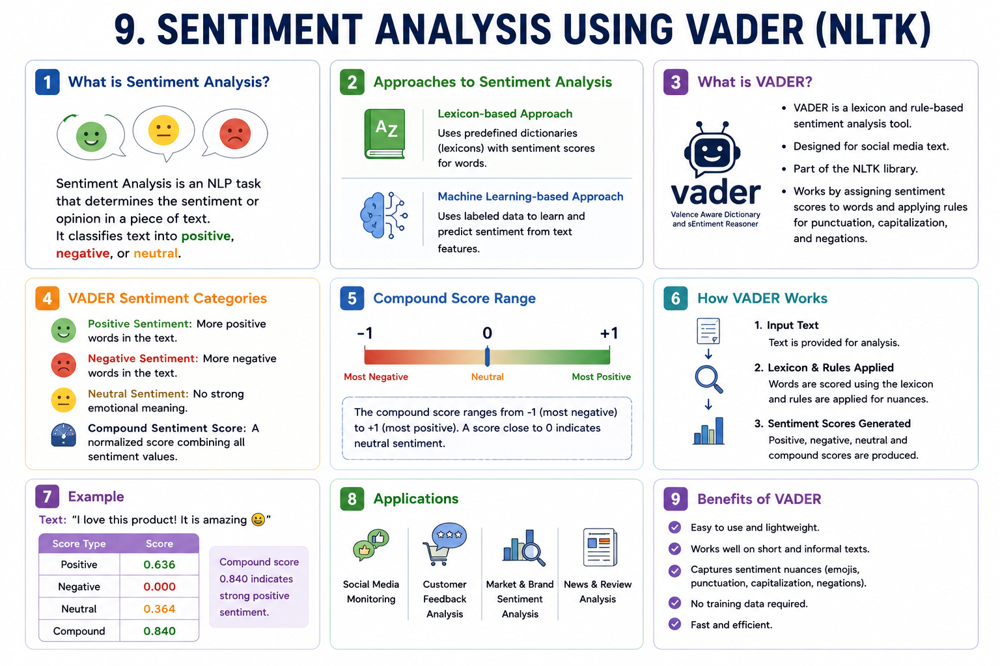 9. SENTIMENT ANALYSIS USING VADER (NLTK)
1 What is Sentiment Analysis?
Sentiment Analysis is an NLP task
that determines the sentiment or
opinion in a piece of text.
It classifies text into positive,
negative, or neutral.
2 Approaches to Sentiment Analysis
AZ
Lexicon-based Approach
Uses predefined dictionaries
(lexicons) with sentiment scores
for words.
Machine Learning-based Approach
Uses labeled data to learn and
predict sentiment from text
features.
3 What is VADER?
vader
Valence Aware Dictionary
and sEntiment Reasoner
• VADER is a lexicon and rule-based
sentiment analysis tool.
• Designed for social media text.
• Part of the NLTK library.
• Works by assigning sentiment
scores to words and applying rules
for punctuation, capitalization,
and negations.
4 VADER Sentiment Categories
Positive Sentiment: More positive
words in the text.
Negative Sentiment: More negative
words in the text.
Neutral Sentiment: No strong
emotional meaning.
Compound Sentiment Score: A
normalized score combining all
sentiment values.
5 Compound Score Range
-1 0 +1
Most Negative Neutral Most Positive
The compound score ranges from -1 (most negative)
to +1 (most positive). A score close to 0 indicates
neutral sentiment.
6 How VADER Works
1. Input Text
Text is provided for analysis.
2. Lexicon & Rules Applied
Words are scored using the lexicon
and rules are applied for nuances.
3. Sentiment Scores Generated
Positive, negative, neutral and
compound scores are produced.
7 Example
Text: “I love this product! It is amazing 😀”
Score Type Score
Positive 0.636
Negative 0.000
Neutral 0.364
Compound 0.840
Compound score
0.840 indicates
strong positive
sentiment.
8 Applications
Social Media
Monitoring
Customer
Feedback
Analysis
Market & Brand
Sentiment
Analysis
News & Review
Analysis
9 Benefits of VADER
Easy to use and lightweight.
Works well on short and informal texts.
Captures sentiment nuances (emojis,
punctuation, capitalization, negations).
No training data required.
Fast and efficient.